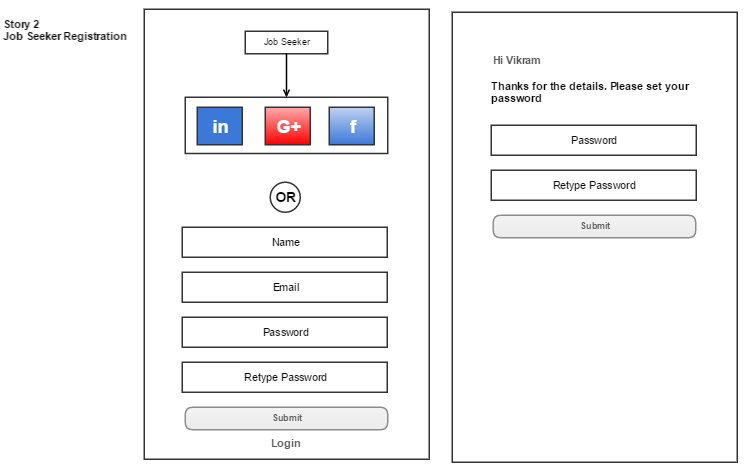 Story 2
Job Seeker Registration
Job Seeker
in G+ f
OR
Name
Email
Password
Retype Password
Submit
Login
Hi Vikram
Thanks for the details. Please set your
password
Password
Retype Password
Submit